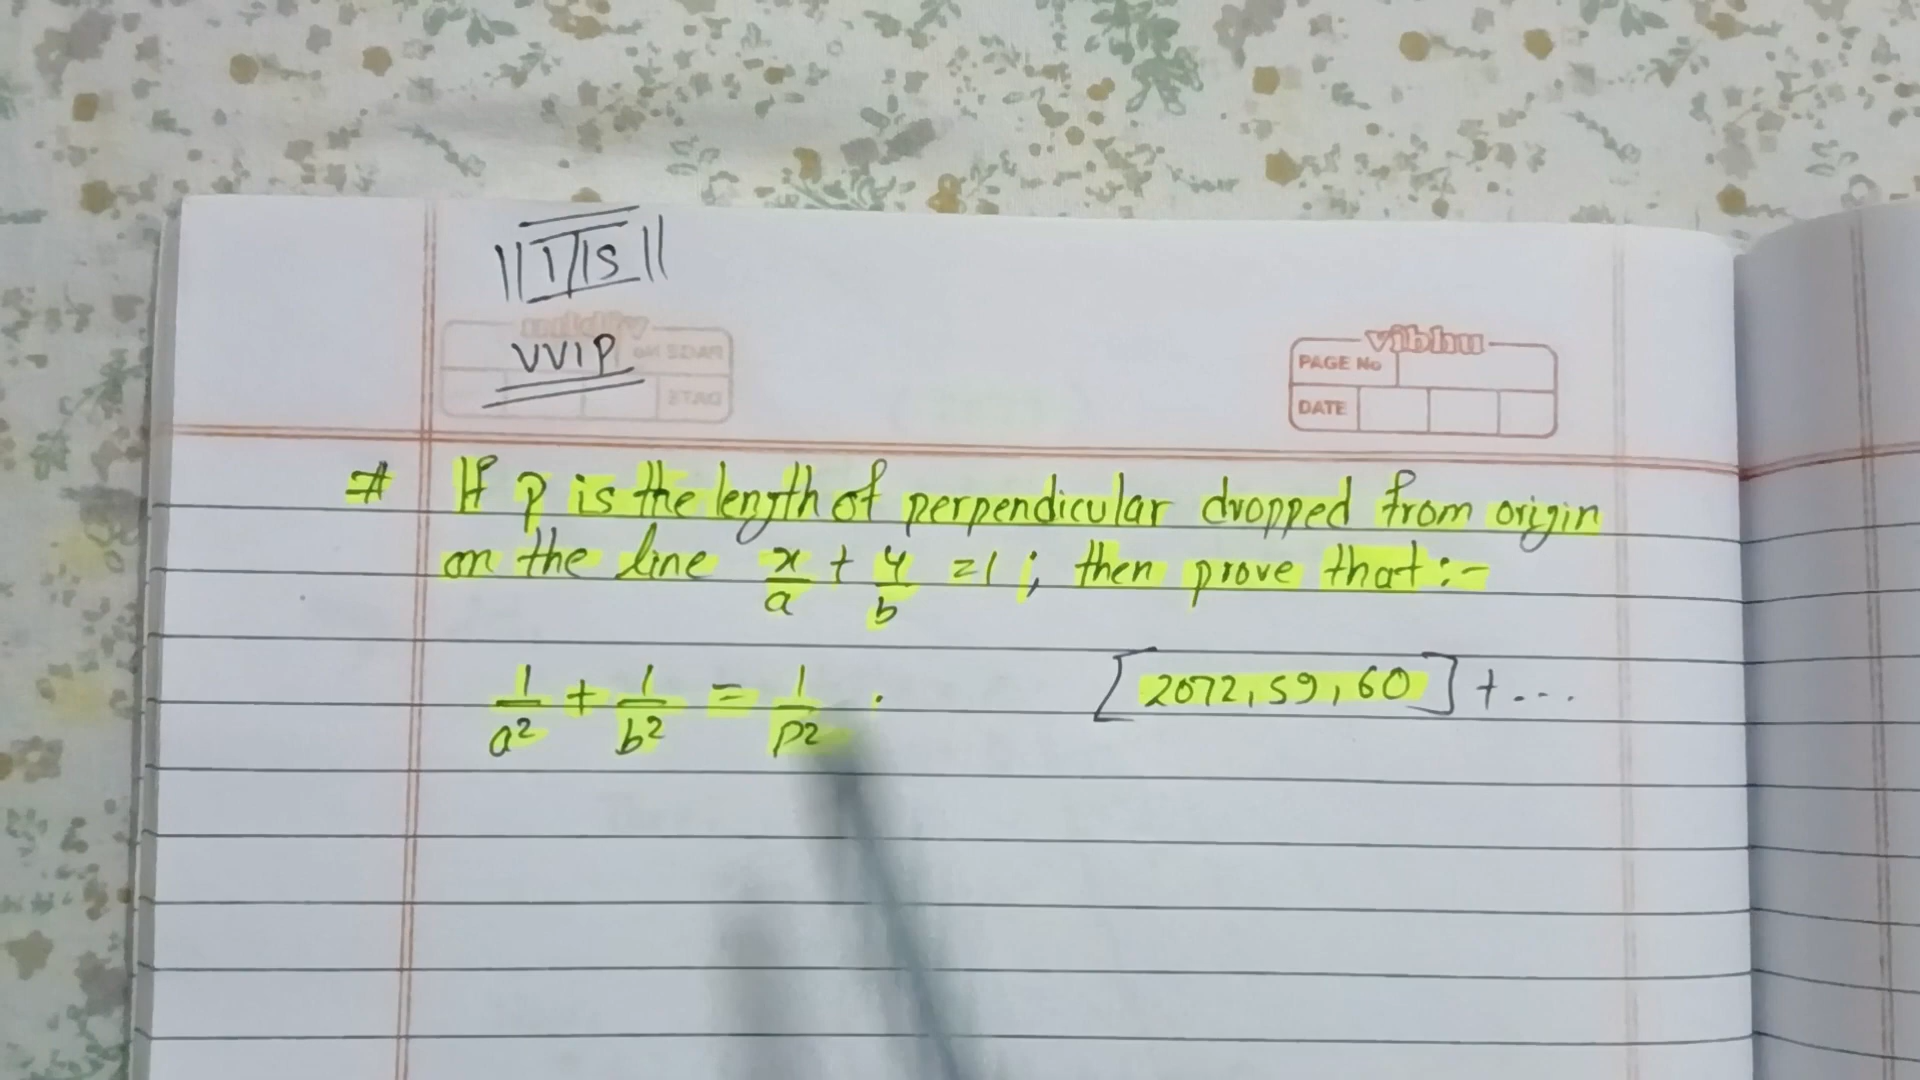 VVIP
vibhu
PAGE No
DATE
# If P is the length of perpendicular dropped from origin
on the line x/a + y/b = 1; then prove that :-
1/a² + 1/b² = 1/P² .
[2072, 59, 60] + ...